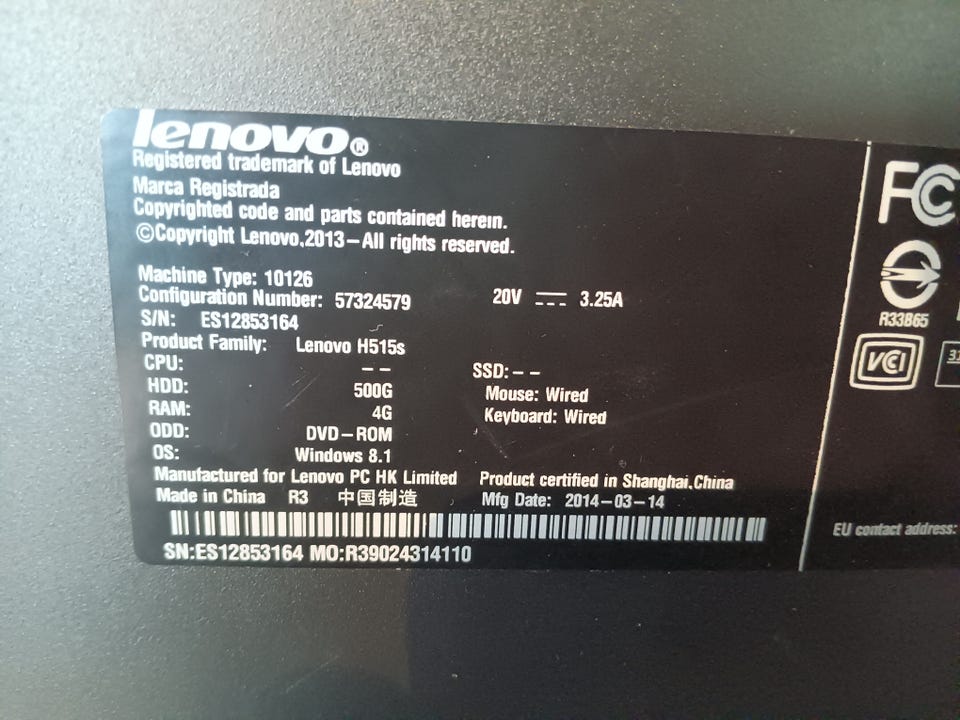 lenovo®
Registered trademark of Lenovo
Marca Registrada
Copyrighted code and parts contained herein.
©Copyright Lenovo,2013-All rights reserved.
Machine Type: 10126
Configuration Number: 57324579
20V 3.25A
S/N: ES12853164
Product Family: Lenovo H515s
CPU: --
SSD: --
HDD: 500G
Mouse: Wired
RAM: 4G
Keyboard: Wired
ODD: DVD-ROM
OS: Windows 8.1
Manufactured for Lenovo PC HK Limited
Product certified in Shanghai,China
Made in China R3 中国制造
Mfg Date: 2014-03-14
SN:ES12853164 MO:R39024314110
FC
R33865
VCI
EU contact address: